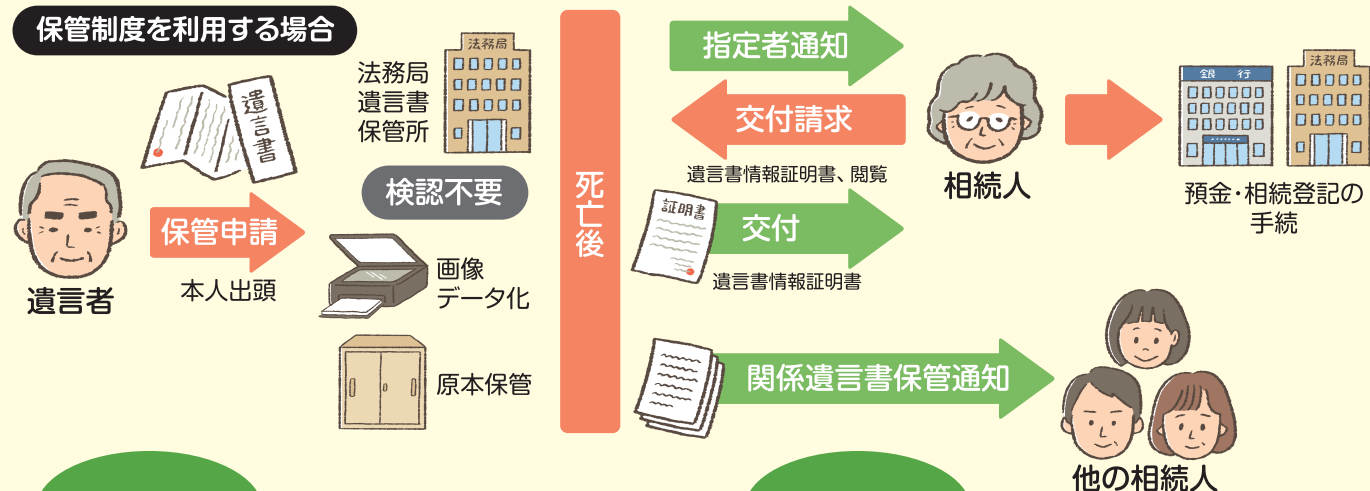 保管制度を利用する場合
遺言書
法務局
法務局
遺言書
保管所
検認不要
遺言者
保管申請
本人出頭
画像
データ化
原本保管
死亡後
指定者通知
交付請求
遺言書情報証明書、閲覧
証明書
交付
遺言書情報証明書
相続人
銀行
法務局
預金・相続登記の
手続
関係遺言書保管通知
他の相続人